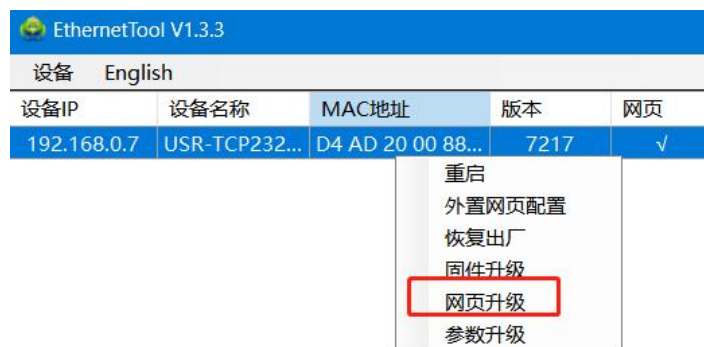 EthernetTool V1.3.3
设备 English
设备IP 设备名称 MAC地址 版本 网页
192.168.0.7 USR-TCP232... D4 AD 20 00 88... 7217 √
重启
外置网页配置
恢复出厂
固件升级
网页升级
参数升级